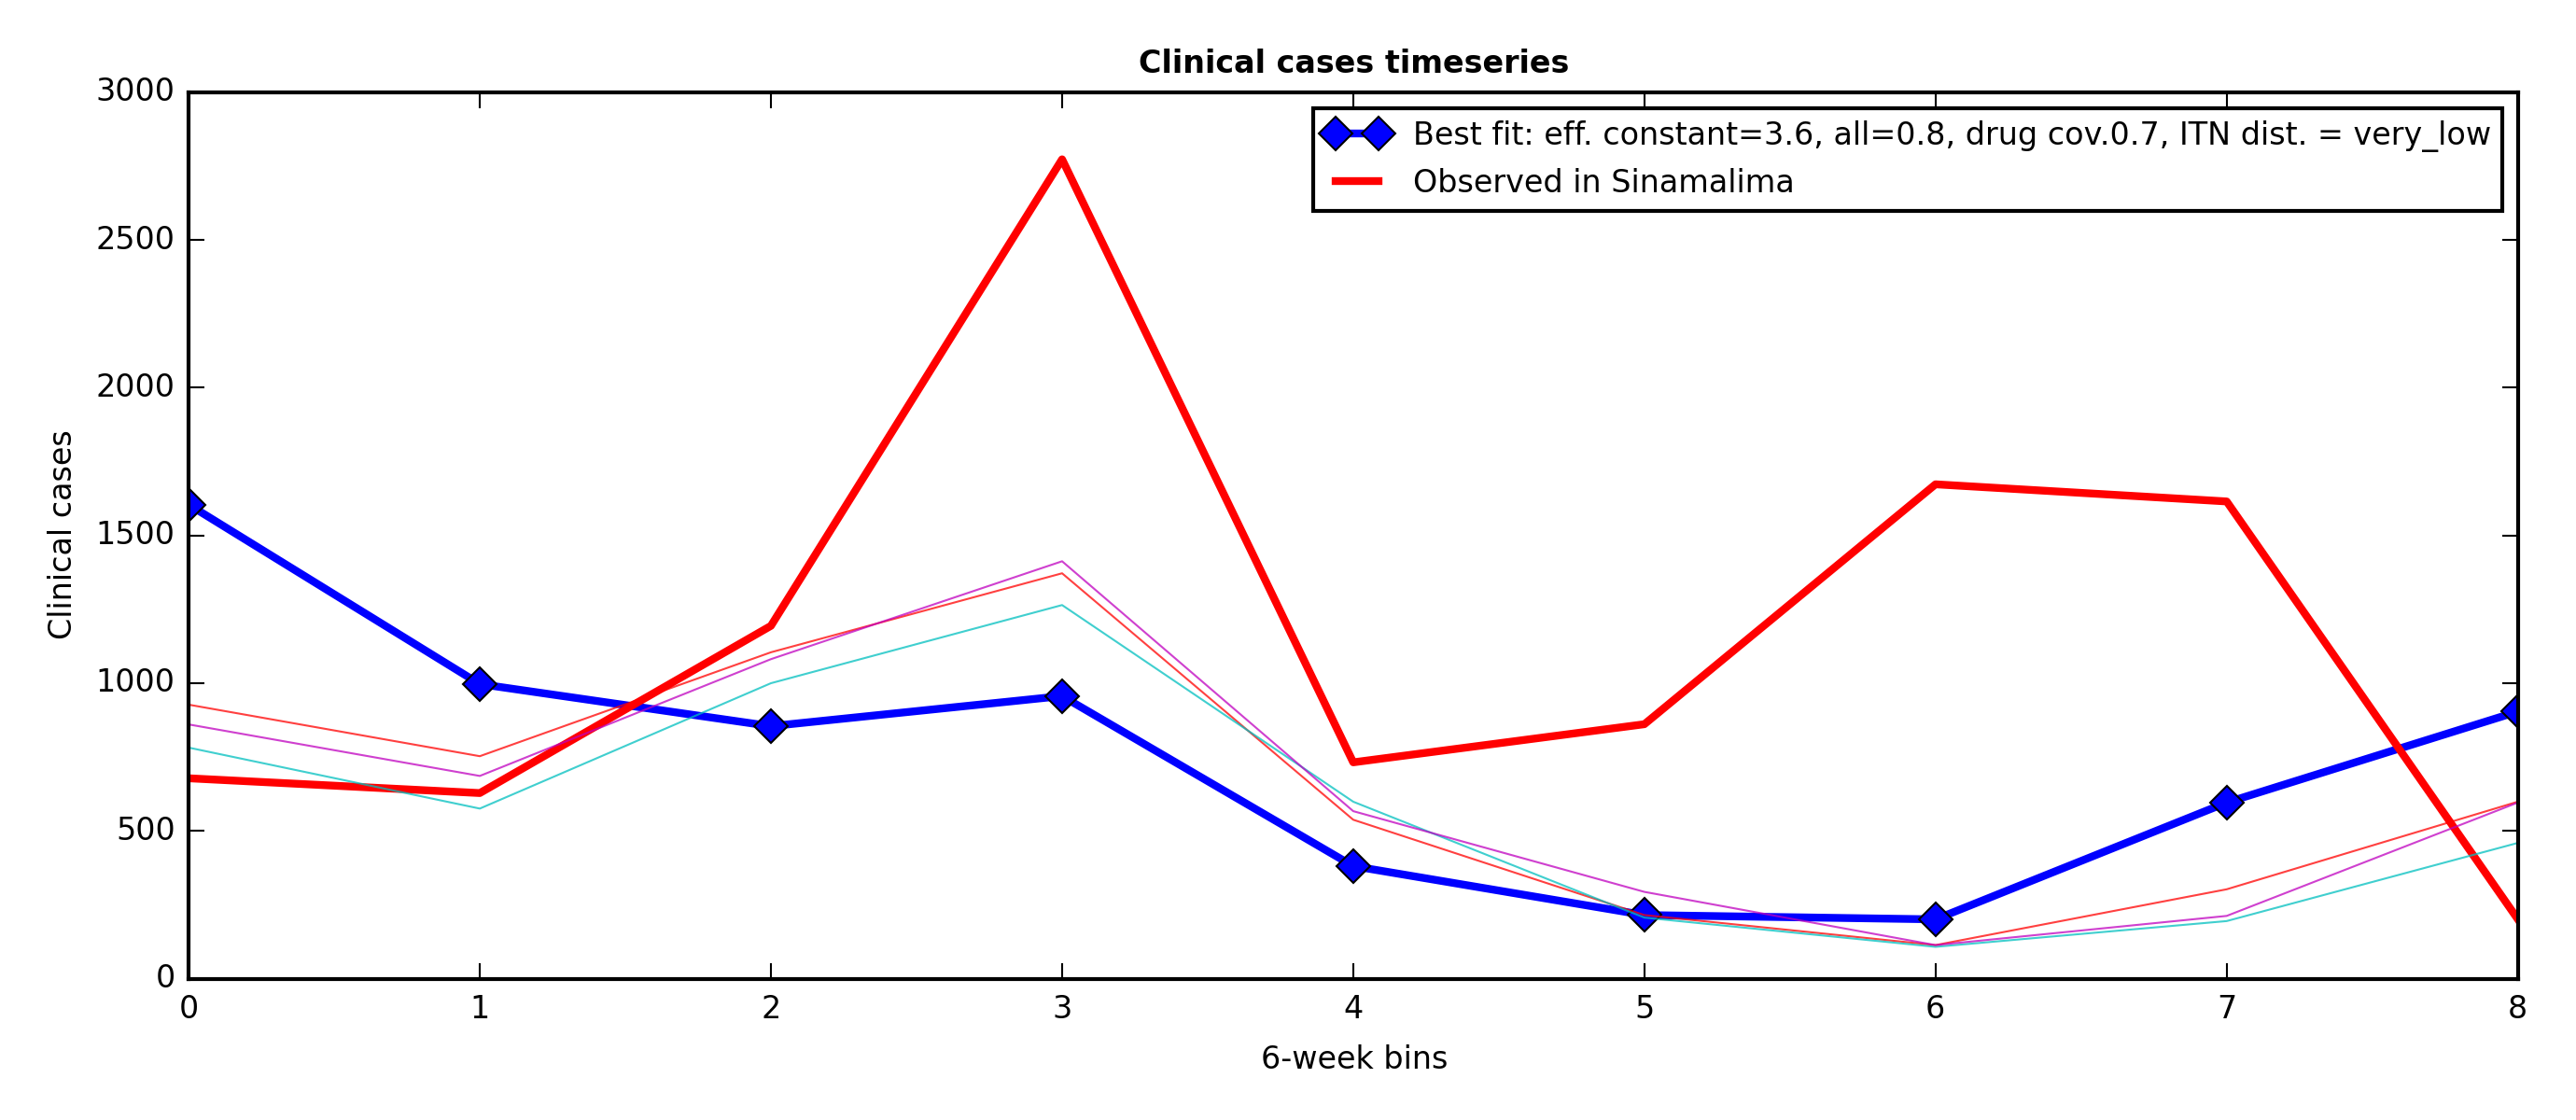 Clinical cases timeseries
3000
2500
2000
1500
1000
500
0
Clinical cases
Best fit: eff. constant=3.6, all=0.8, drug cov.0.7, ITN dist. = very_low
Observed in Sinamalima
0 1 2 3 4 5 6 7 8
6-week bins